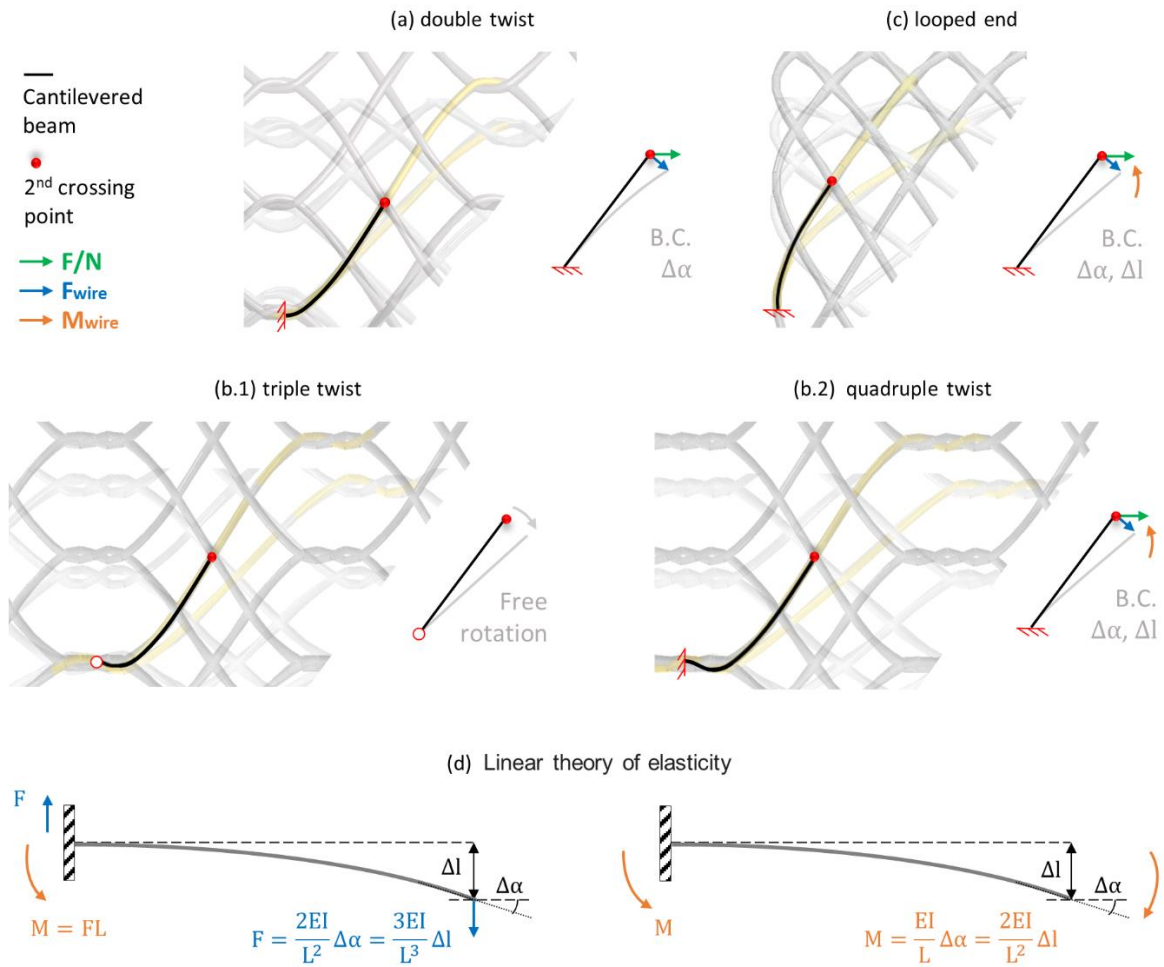 (a) double twist
(c) looped end
Cantilevered
beam
2nd crossing
point
F/N
Fwire
Mwire
B.C.
Δα
B.C.
Δα, Δl
(b.1) triple twist
(b.2) quadruple twist
Free
rotation
B.C.
Δα, Δl
(d) Linear theory of elasticity
F
M = FL
Δl
Δα
F = 2EI/L² Δα = 3EI/L³ Δl
M
Δl
Δα
M = EI/L Δα = 2EI/L² Δl